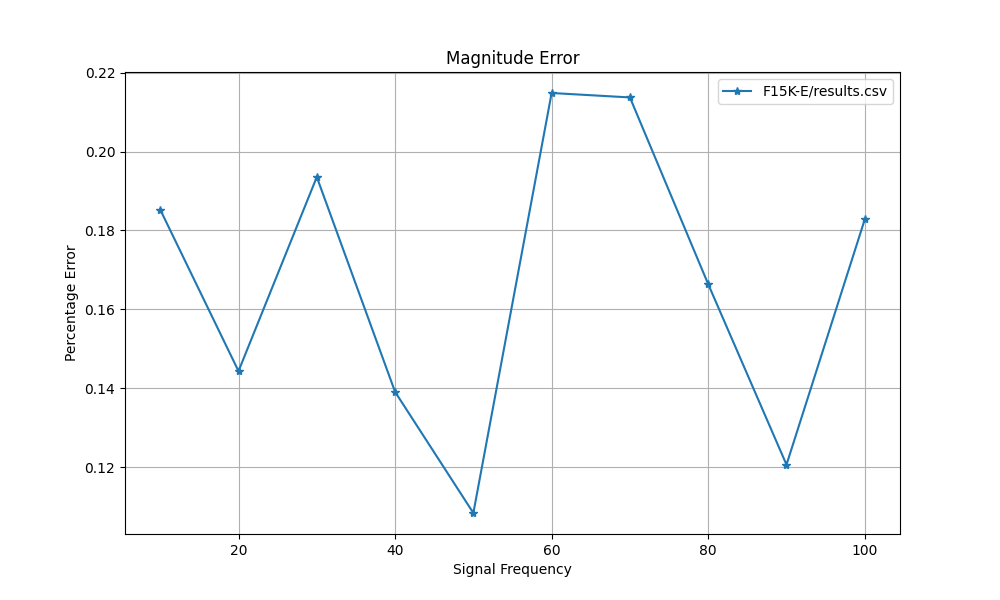 Magnitude Error
F15K-E/results.csv
0.22
0.20
0.18
0.16
0.14
0.12
Percentage Error
20
40
60
80
100
Signal Frequency